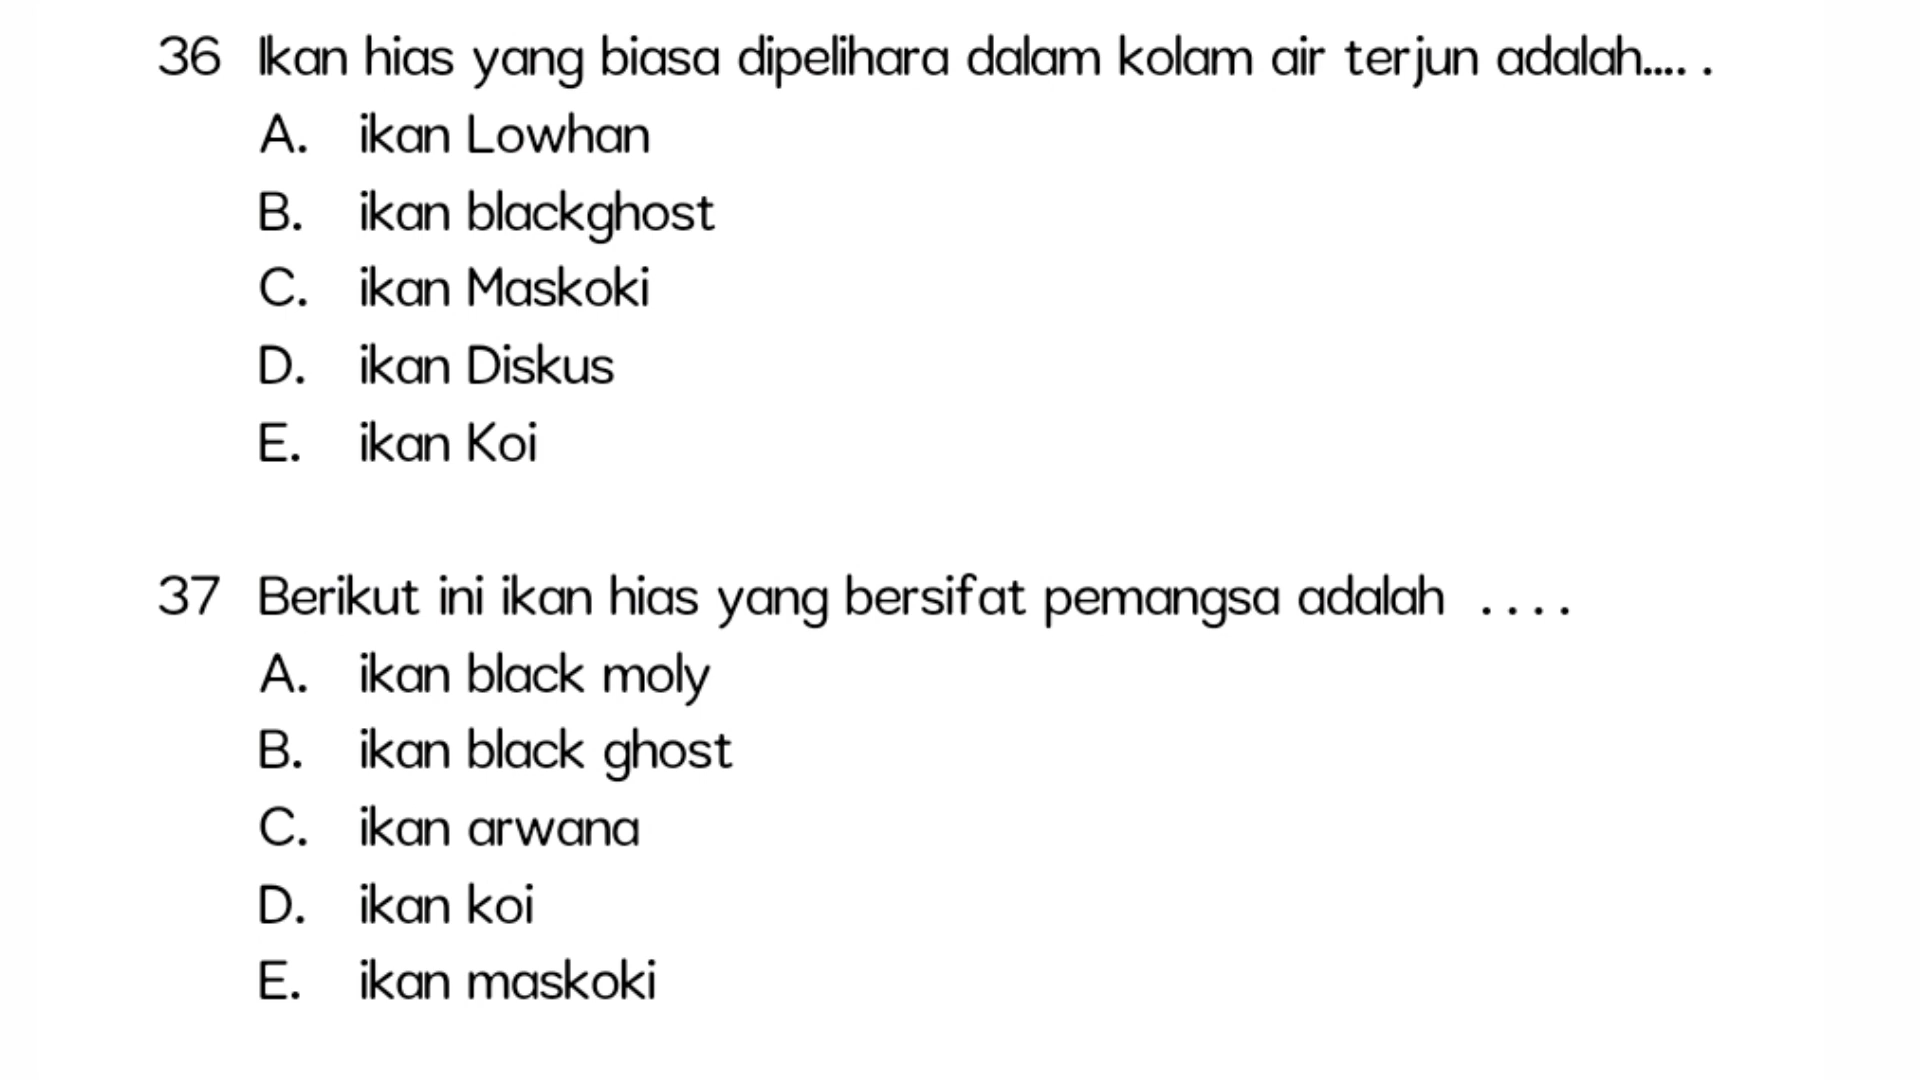 36 Ikan hias yang biasa dipelihara dalam kolam air terjun adalah.... .
A. ikan Lowhan
B. ikan blackghost
C. ikan Maskoki
D. ikan Diskus
E. ikan Koi
37 Berikut ini ikan hias yang bersifat pemangsa adalah . . . .
A. ikan black moly
B. ikan black ghost
C. ikan arwana
D. ikan koi
E. ikan maskoki